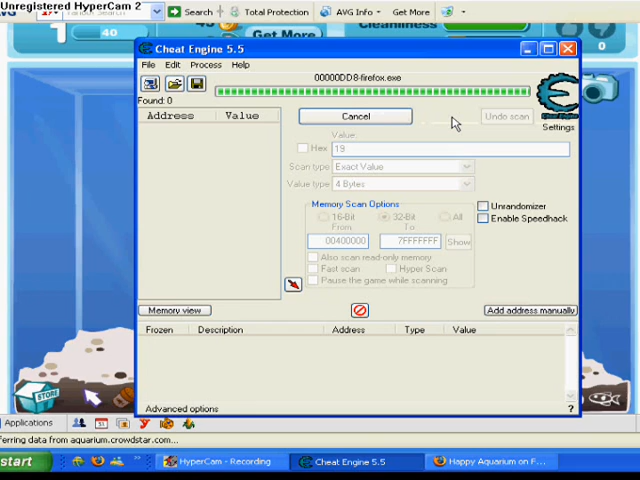 Unregistered HyperCam 2
Search Total Protection AVG Info Get More
1 40 Get More Cleanliness 0
Cheat Engine 5.5
File Edit Process Help
00000DD8-firefox.exe
Found: 0
Address Value
Cancel Undo scan
Settings
Value:
Hex 19
Scan type Exact Value
Value type 4 Bytes
Memory Scan Options
16-Bit 32-Bit All
From To
00400000 7FFFFFFF Show
Also scan read-only memory
Fast scan Hyper Scan
Pause the game while scanning
Unrandomizer
Enable Speedhack
Memory view Add address manually
Frozen Description Address Type Value
Advanced options ?
STORE
Applications
ferring data from aquarium.crowdstar.com...
start HyperCam - Recording Cheat Engine 5.5 Happy Aquarium on F...